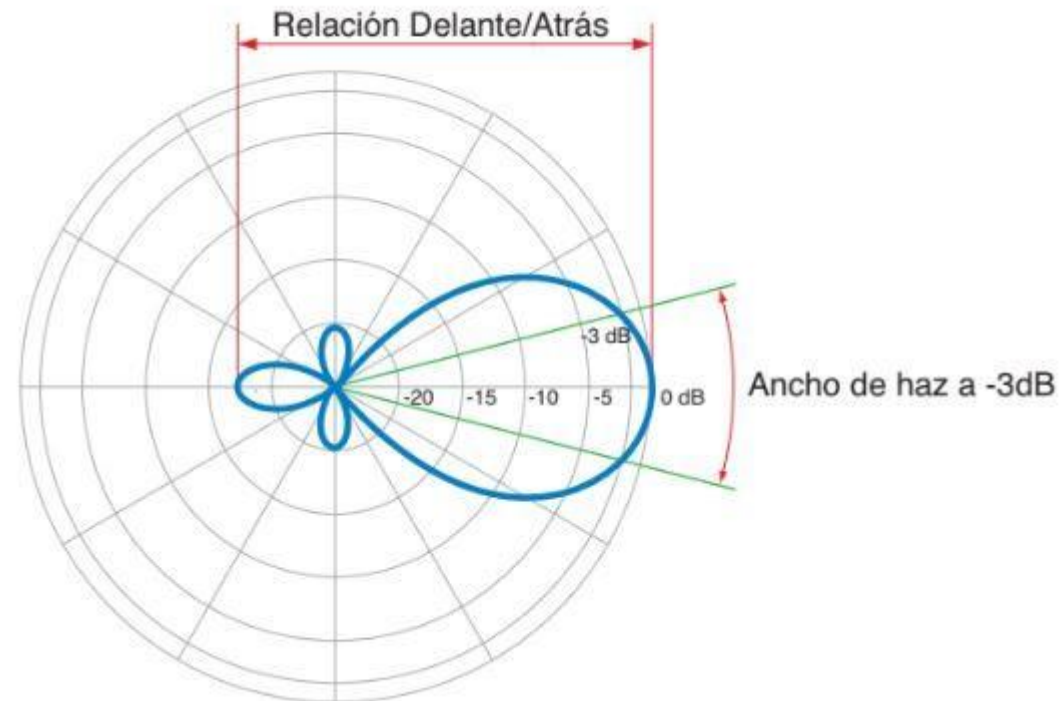 Relación Delante/Atrás
-3 dB
-20 -15 -10 -5 0 dB
Ancho de haz a -3dB